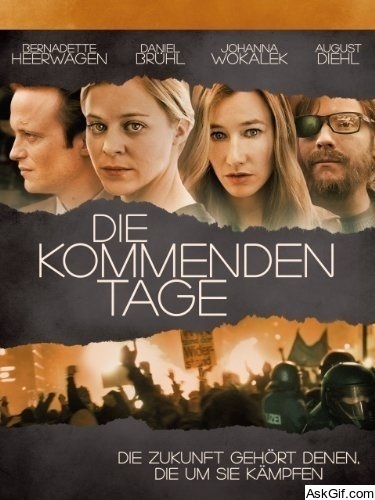 BERNADETTE HEERWAGEN
DANIEL BRÜHL
JOHANNA WOKALEK
AUGUST DIEHL
DIE
KOMMENDEN
TAGE
POLIZEI
DIE ZUKUNFT GEHÖRT DENEN,
DIE UM SIE KÄMPFEN
AskGif.com